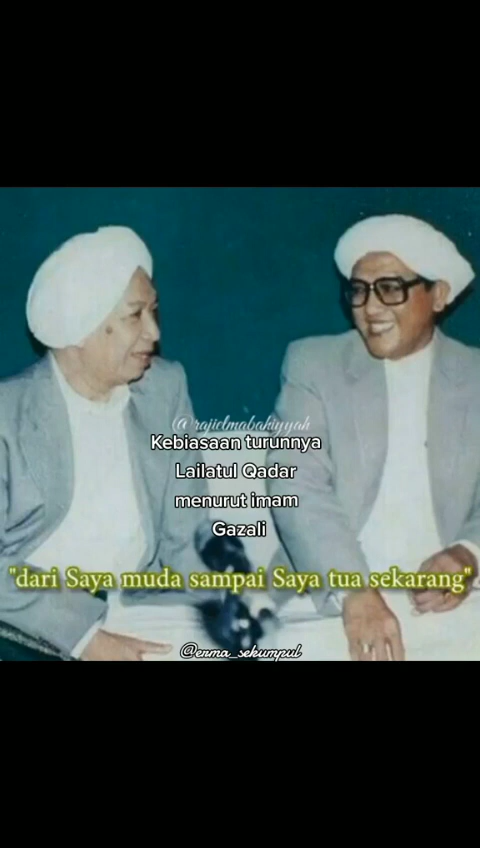 @rajielmabahiyyah
Kebiasaan turunnya
Lailatul Qadar
menurut imam
Gazali
"dari Saya muda sampai Saya tua sekarang"
@erma_sekumpul